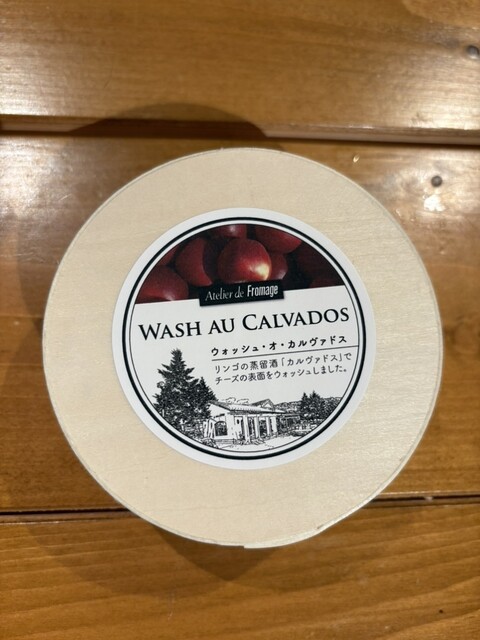 Atelier de Fromage
WASH AU CALVADOS
ウォッシュ・オ・カルヴァドス
リンゴの蒸留酒「カルヴァドス」で
チーズの表面をウォッシュしました。